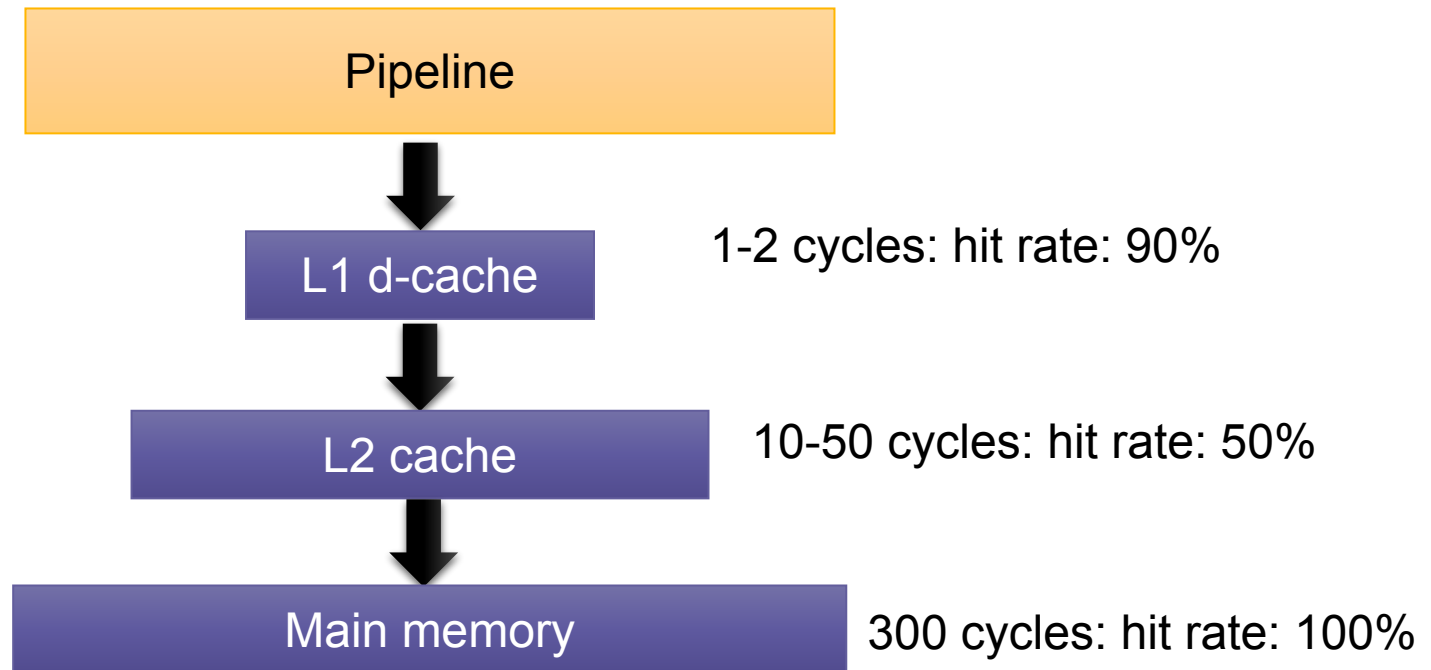 Pipeline
L1 d-cache
1-2 cycles: hit rate: 90%
L2 cache
10-50 cycles: hit rate: 50%
Main memory
300 cycles: hit rate: 100%